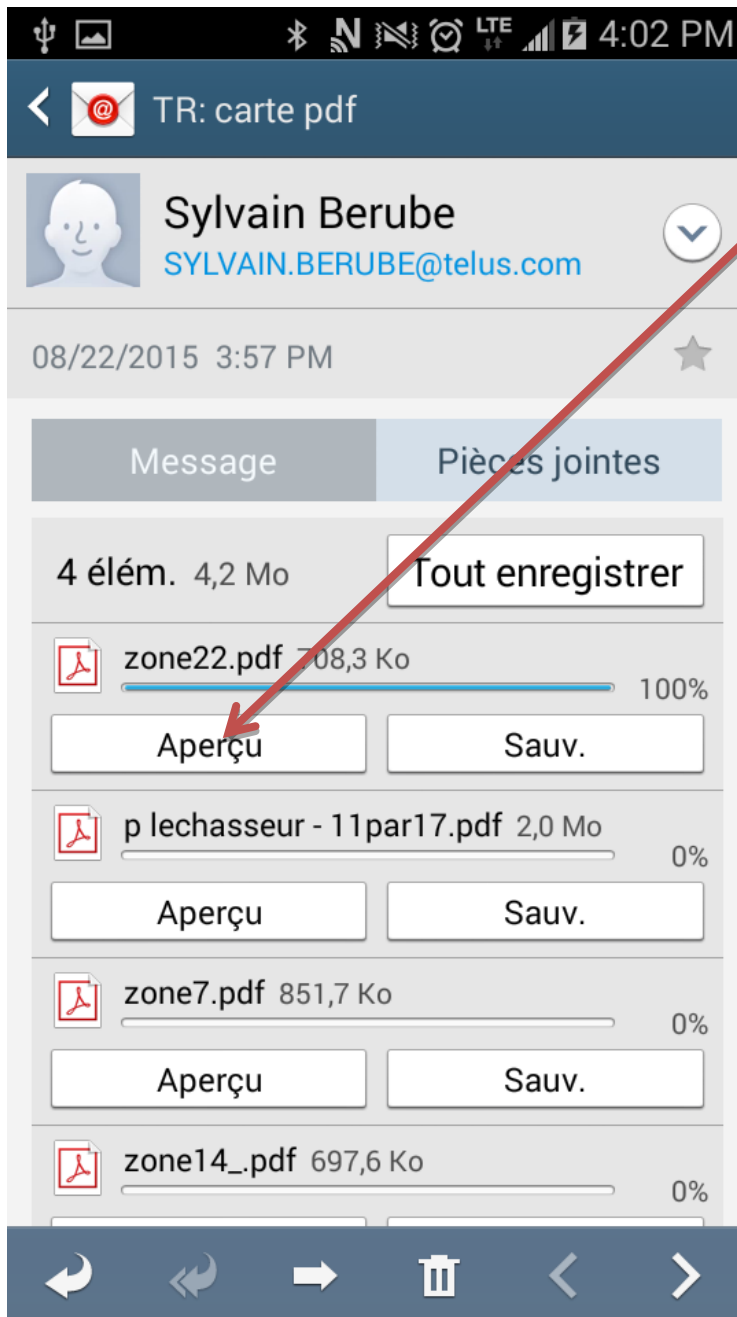 LTE 4:02 PM
TR: carte pdf
Sylvain Berube
SYLVAIN.BERUBE@telus.com
08/22/2015 3:57 PM
Message Pièces jointes
4 élém. 4,2 Mo Tout enregistrer
zone22.pdf 708,3 Ko
100%
Aperçu Sauv.
p lechasseur - 11par17.pdf 2,0 Mo
0%
Aperçu Sauv.
zone7.pdf 851,7 Ko
0%
Aperçu Sauv.
zone14_.pdf 697,6 Ko
0%